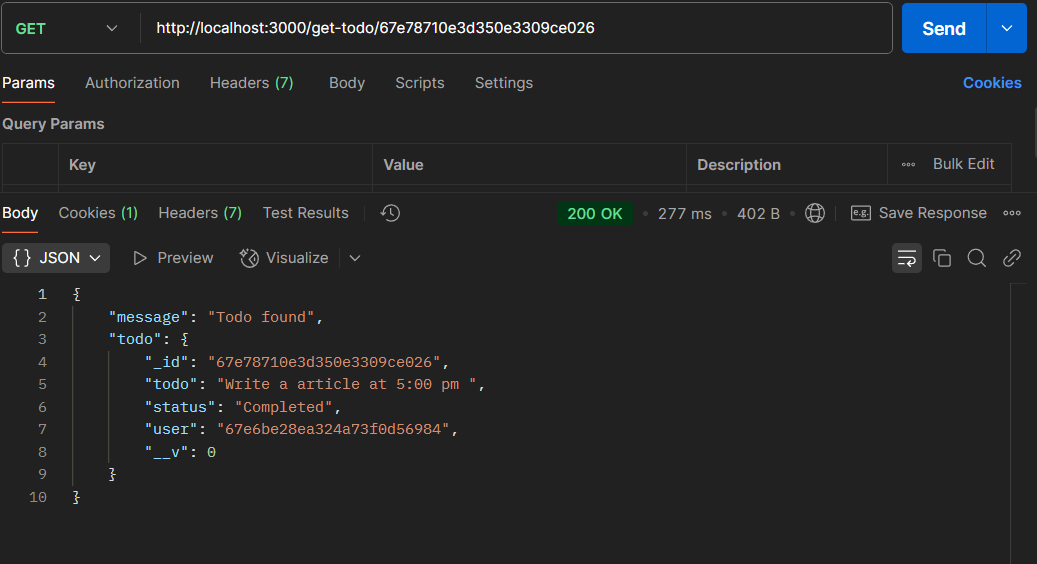 GET http://localhost:3000/get-todo/67e78710e3d350e3309ce026 Send
Params Authorization Headers (7) Body Scripts Settings Cookies
Query Params
Key Value Description Bulk Edit
Body Cookies (1) Headers (7) Test Results 200 OK • 277 ms • 402 B • e.g. Save Response
{} JSON Preview Visualize
1 {
2 "message": "Todo found",
3 "todo": {
4 "_id": "67e78710e3d350e3309ce026",
5 "todo": "Write a article at 5:00 pm ",
6 "status": "Completed",
7 "user": "67e6be28ea324a73f0d56984",
8 "__v": 0
9 }
10 }